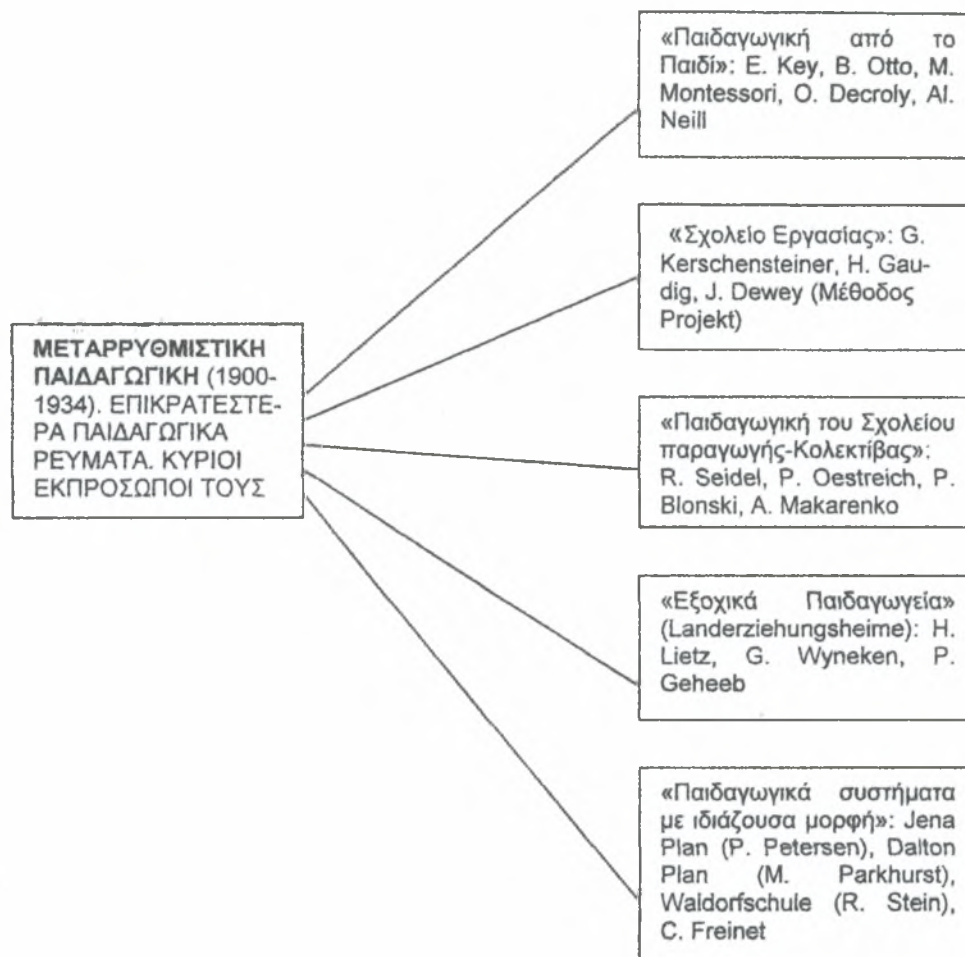 «Παιδαγωγική από το
Παιδί»: E. Key, B. Otto, M.
Montessori, O. Decroly, Al.
Neill
«Σχολείο Εργασίας»: G.
Kerschensteiner, H. Gau-
dig, J. Dewey (Μέθοδος
Projekt)
ΜΕΤΑΡΡΥΘΜΙΣΤΙΚΗ
ΠΑΙΔΑΓΩΓΙΚΗ (1900-
1934). ΕΠΙΚΡΑΤΕΣΤΕ-
ΡΑ ΠΑΙΔΑΓΩΓΙΚΑ
ΡΕΥΜΑΤΑ. ΚΥΡΙΟΙ
ΕΚΠΡΟΣΩΠΟΙ ΤΟΥΣ
«Παιδαγωγική του Σχολείου
παραγωγής-Κολεκτίβας»:
R. Seidel, P. Oestreich, P.
Blonski, A. Makarenko
«Εξοχικά Παιδαγωγεία»
(Landerziehungsheime): H.
Lietz, G. Wyneken, P.
Geheeb
«Παιδαγωγικά συστήματα
με ιδιάζουσα μορφή»: Jena
Plan (P. Petersen), Dalton
Plan (M. Parkhurst),
Waldorfschule (R. Stein),
C. Freinet